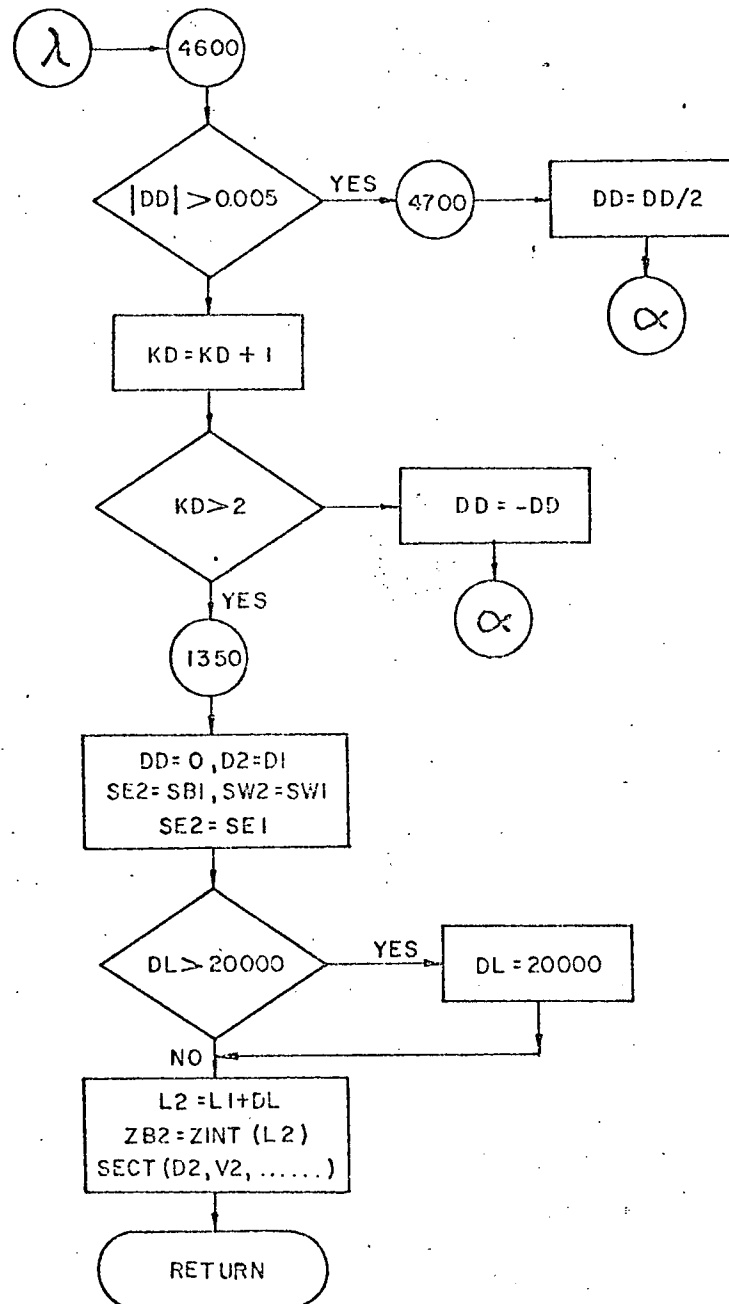 λ
4600
|DD| > 0.005
YES
4700
DD = DD/2
α
KD = KD + 1
KD > 2
DD = -DD
α
YES
1350
DD = 0, D2 = D1
SE2 = SB1, SW2 = SW1
SE2 = SE1
DL > 20000
YES
DL = 20000
NO
L2 = L1+DL
ZB2 = ZINT (L2)
SECT (D2, V2, ......)
RETURN